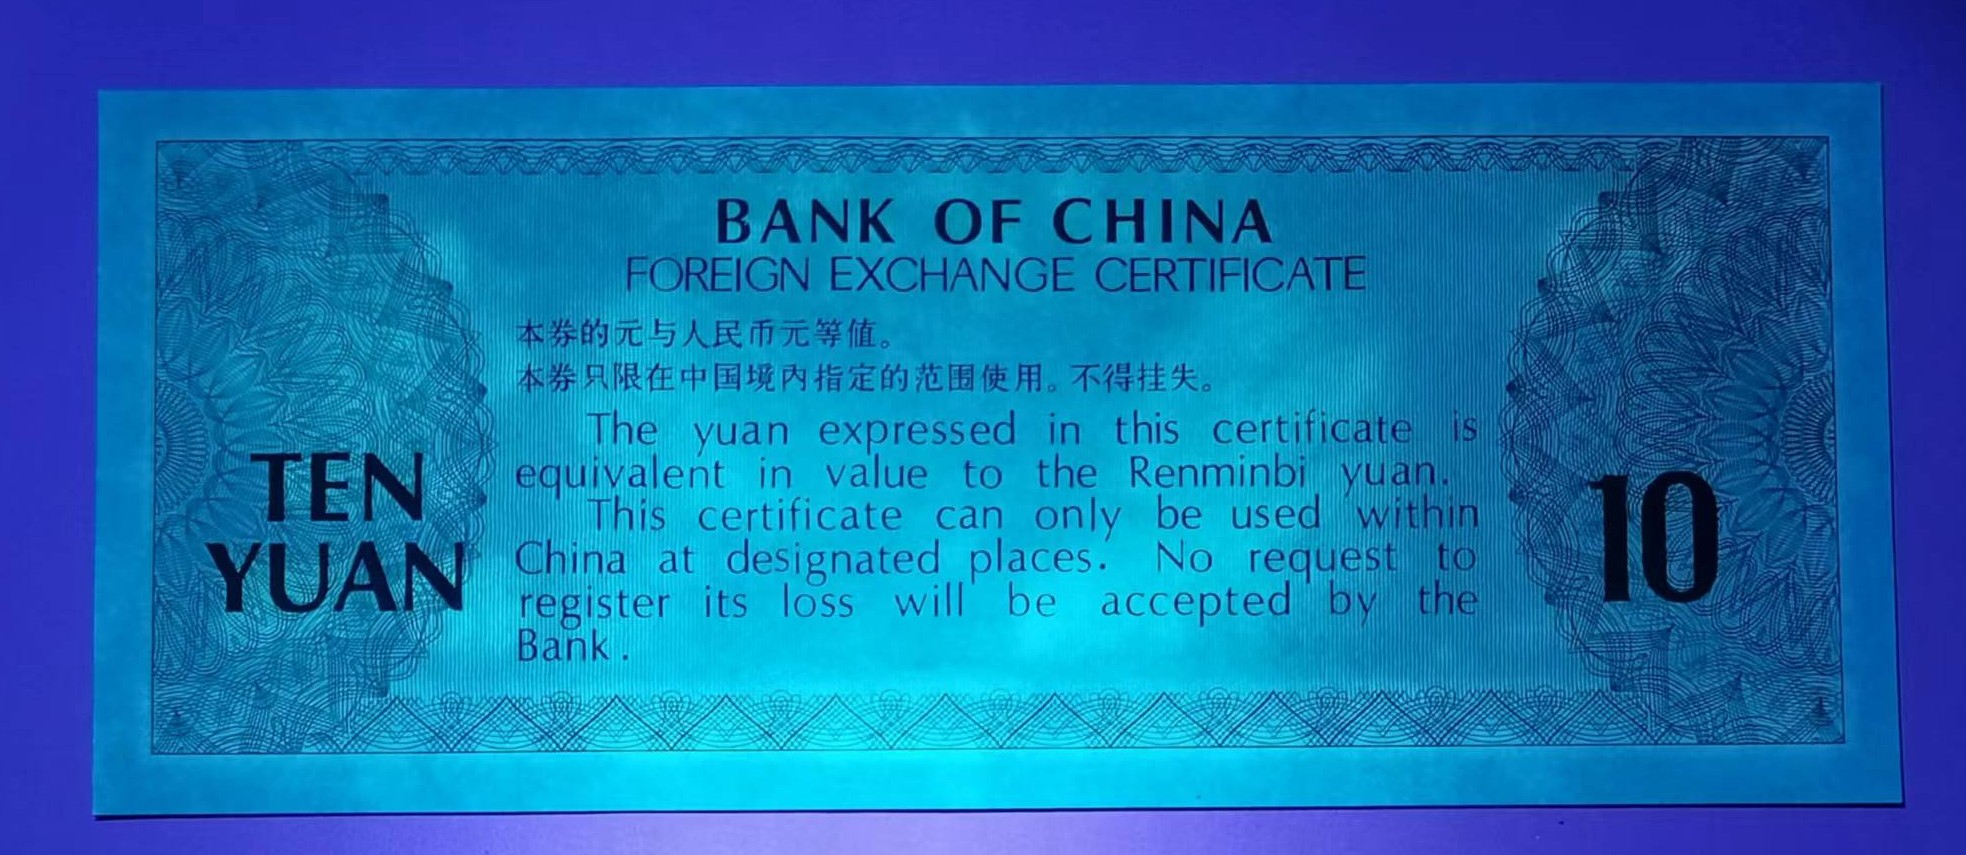 BANK OF CHINA
FOREIGN EXCHANGE CERTIFICATE
本券的元与人民币元等值。
本券只限在中国境内指定的范围使用。不得挂失。
The yuan expressed in this certificate is
equivalent in value to the Renminbi yuan.
This certificate can only be used within
China at designated places. No request to
register its loss will be accepted by the
Bank.
TEN
YUAN
10